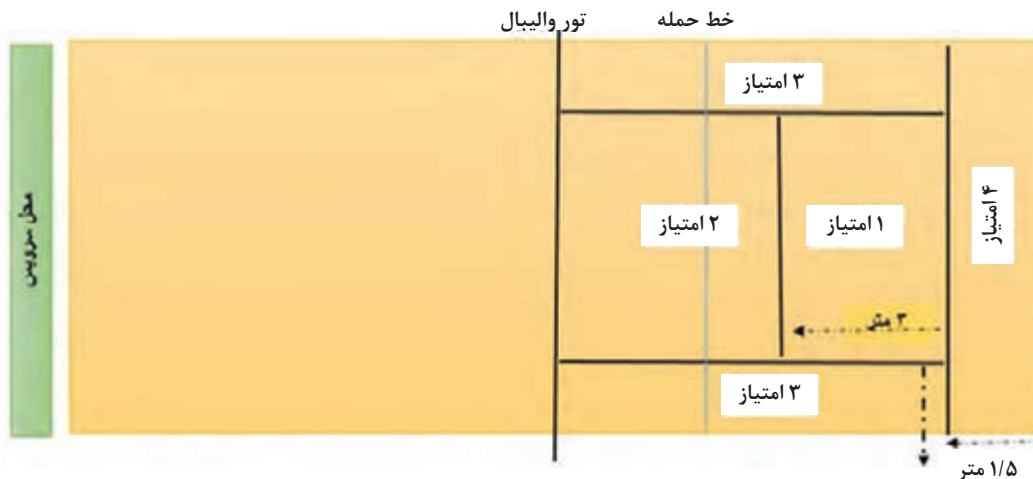 تور والیبال
خط حمله
۳ امتیاز
محل سرویس
۲ امتیاز
۱ امتیاز
۴ امتیاز
۳ متر
۳ امتیاز
۱/۵ متر